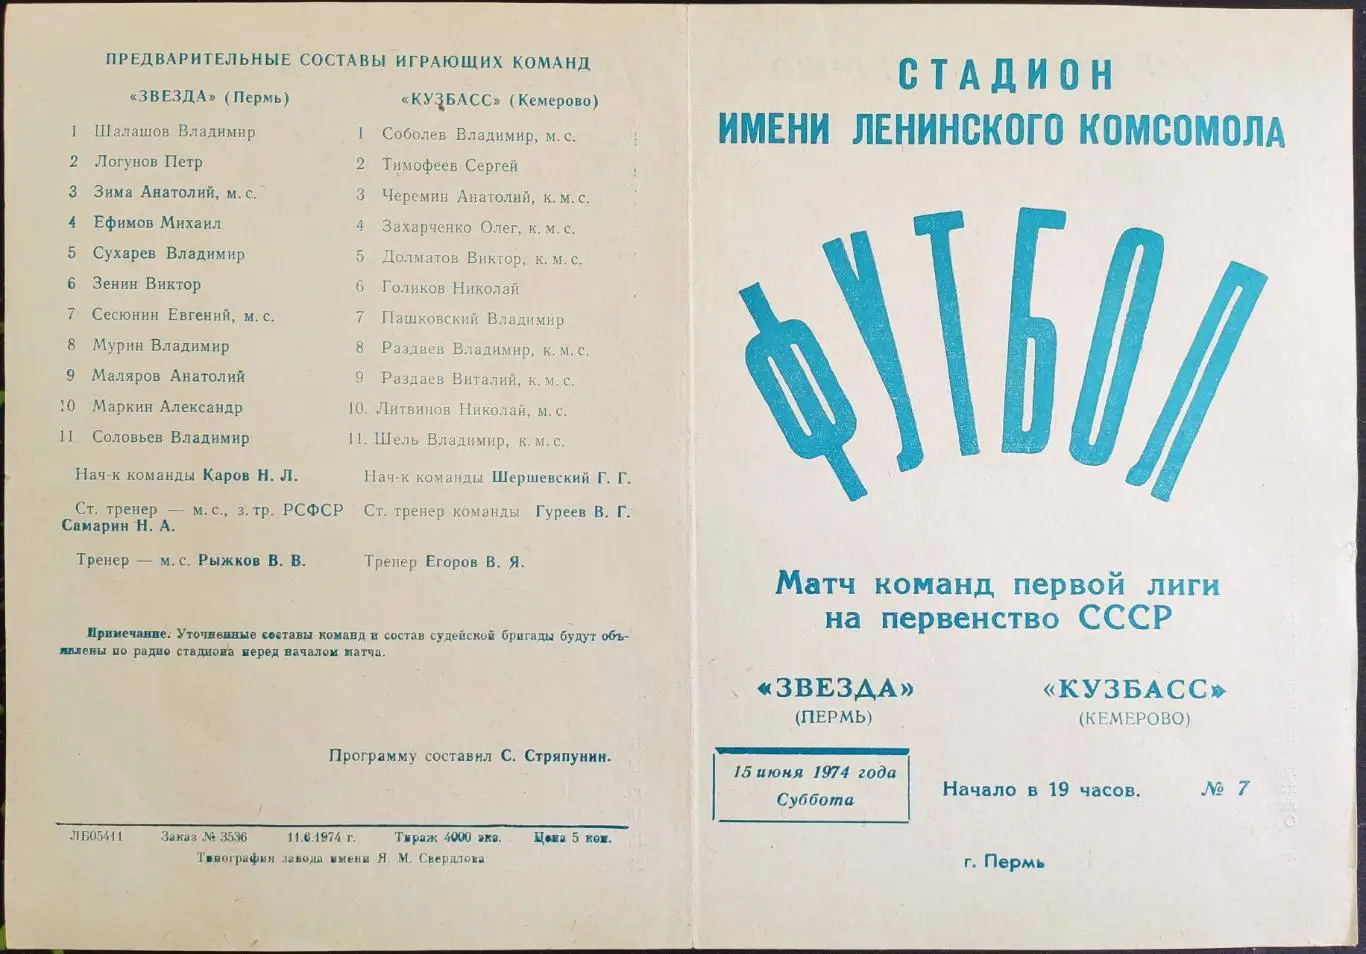 ПРЕДВАРИТЕЛЬНЫЕ СОСТАВЫ ИГРАЮЩИХ КОМАНД
«ЗВЕЗДА» (Пермь)
1 Шалашов Владимир
2 Логунов Петр
3 Зима Анатолий, м. с.
4 Ефимов Михаил
5 Сухарев Владимир
6 Зенин Виктор
7 Сесюнин Евгений, м. с.
8 Мурин Владимир
9 Маляров Анатолий
10 Маркин Александр
11 Соловьев Владимир
Нач-к команды Каров Н. Л.
Ст. тренер — м. с., з. тр. РСФСР
Самарин Н. А.
Тренер — м. с. Рыжков В. В.
«КУЗБАСС» (Кемерово)
1 Соболев Владимир, м. с.
2 Тимофеев Сергей
3 Черемин Анатолий, к. м. с.
4 Захарченко Олег, к. м. с.
5 Долматов Виктор, к. м. с.
6 Голиков Николай
7 Пашковский Владимир
8 Раздаев Владимир, к. м. с.
9 Раздаев Виталий, к. м. с.
10. Литвинов Николай, м. с.
11. Шель Владимир, к. м. с.
Нач-к команды Шершевский Г. Г.
Ст. тренер команды Гуреев В. Г.
Тренер Егоров В. Я.
Примечание. Уточненные составы команд и состав судейской бригады будут объ-
явлены по радио стадиона перед началом матча.
Программу составил С. Стряпунин.
ЛБ05411 Заказ № 3536 11.6.1974 г. Тираж 4000 экз. Цена 5 коп.
Типография завода имени Я. М. Свердлова
СТАДИОН
ИМЕНИ ЛЕНИНСКОГО КОМСОМОЛА
ФУТБОЛ
Матч команд первой лиги
на первенство СССР
«ЗВЕЗДА»
(ПЕРМЬ)
«КУЗБАСС»
(КЕМЕРОВО)
15 июня 1974 года
Суббота
Начало в 19 часов.
№ 7
г. Пермь